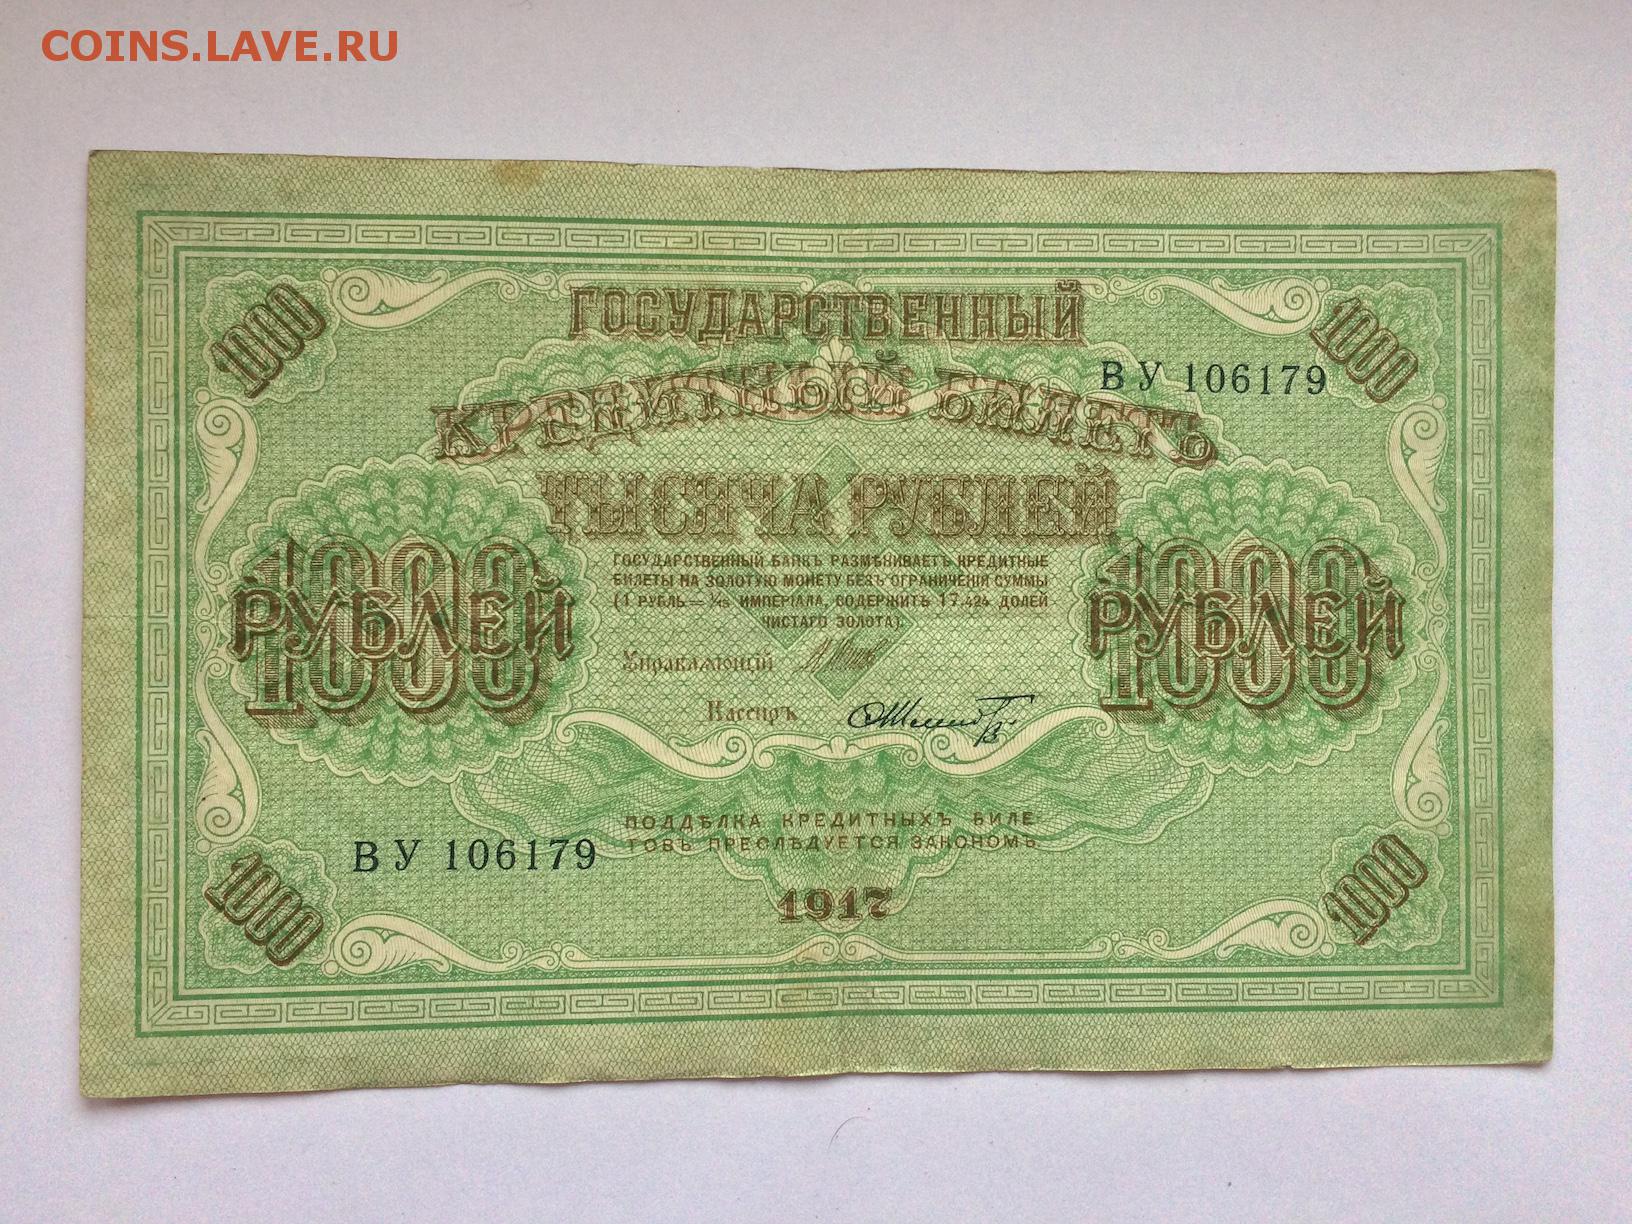 COINS.LAVE.RU
ГОСУДАРСТВЕННЫЙ
1000
1000
ВУ 106179
КРЕДИТНЫЙ БИЛЕТЪ
ТЫСЯЧА РУБЛЕЙ
ГОСУДАРСТВЕННЫЙ БАНКЪ РАЗМѢНИВАЕТЪ КРЕДИТНЫЕ
БИЛЕТЫ НА ЗОЛОТУЮ МОНЕТУ БЕЗЪ ОГРАНИЧЕНІЯ СУММЫ
(1 РУБЛЬ = 1/15 ИМПЕРІАЛА, СОДЕРЖИТЪ 17.424 ДОЛЕЙ
ЧИСТАГО ЗОЛОТА).
1000 РУБЛЕЙ
1000 РУБЛЕЙ
Управляющій
Кассиръ
ПОДДѢЛКА КРЕДИТНЫХЪ БИЛЕ-
ТОВЪ ПРЕСЛѢДУЕТСЯ ЗАКОНОМЪ.
ВУ 106179
1917
1000
1000